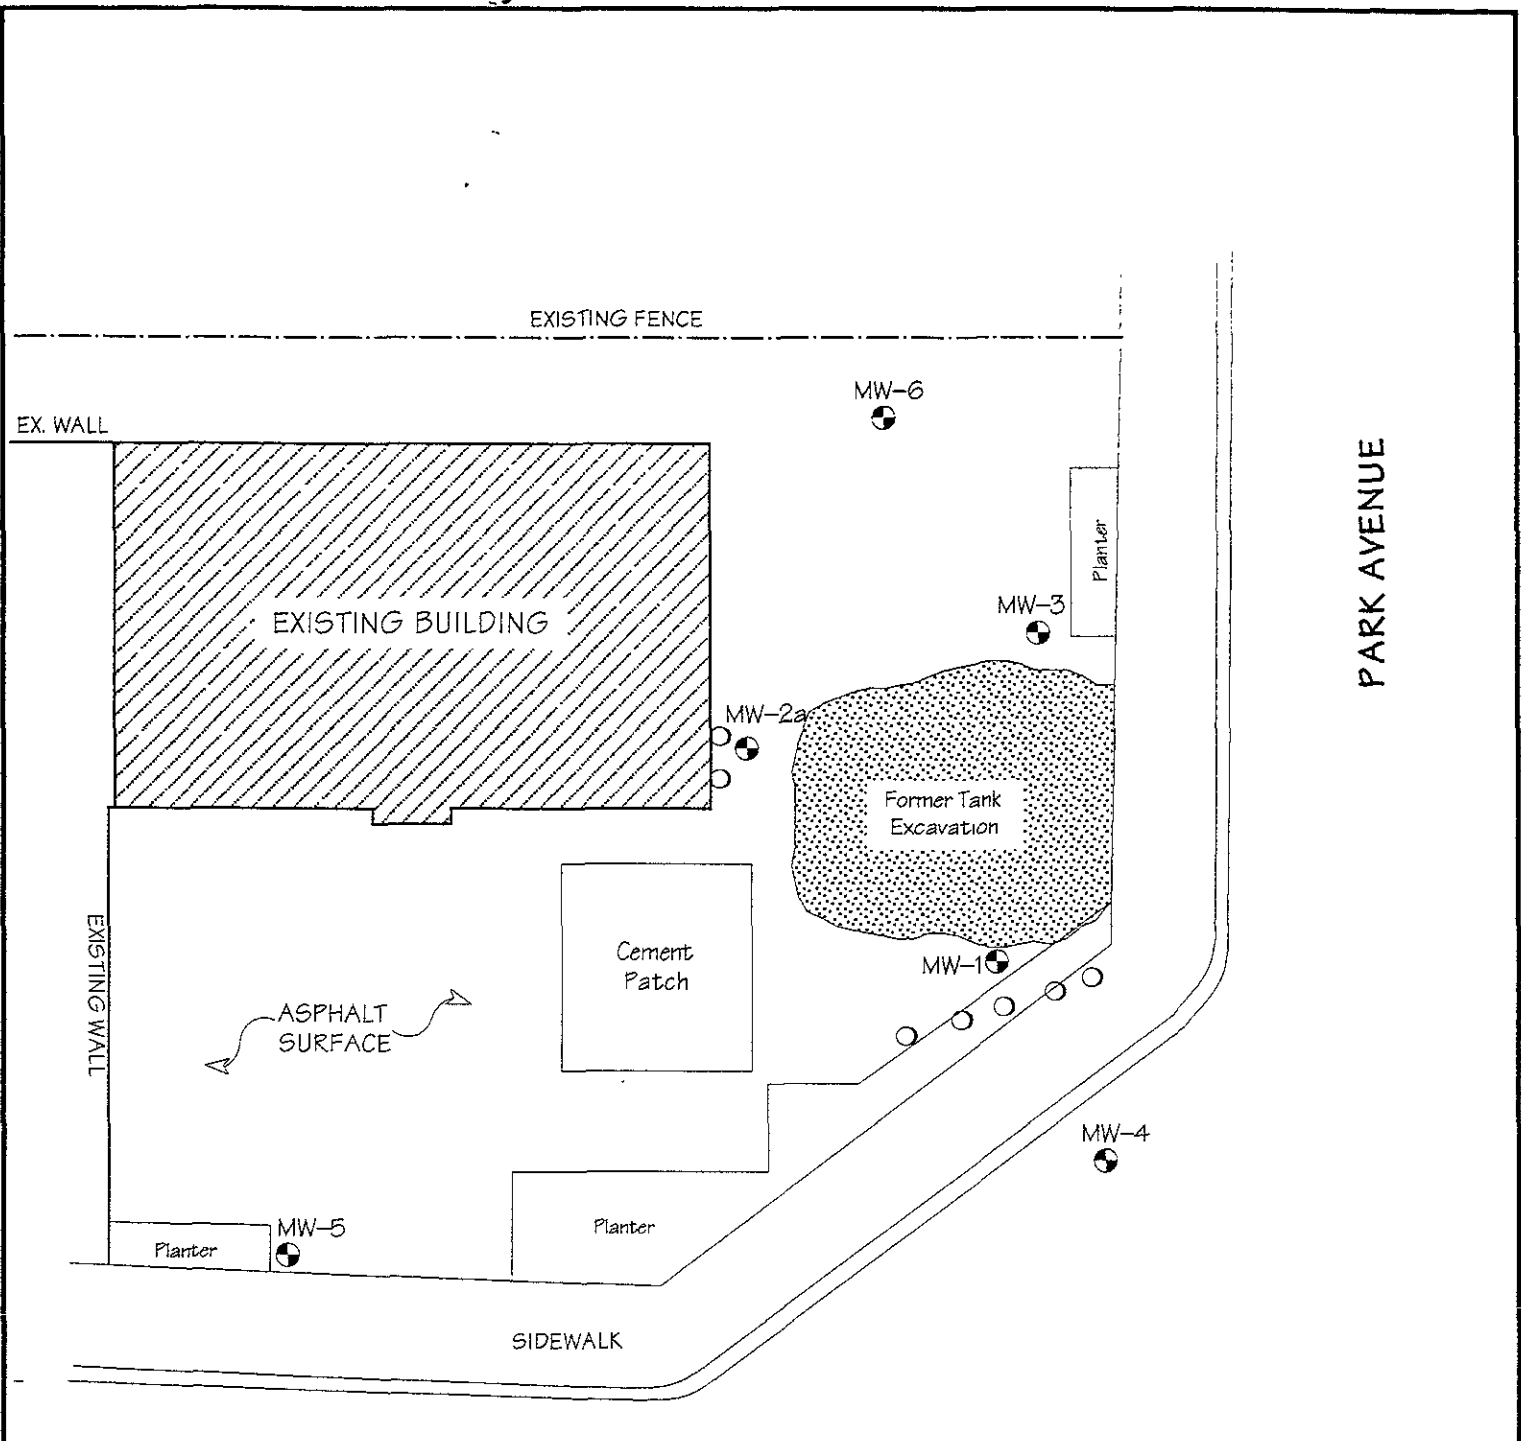 EXISTING FENCE
MW-6
EX. WALL
PARK AVENUE
Planter
MW-3
EXISTING BUILDING
MW-2a
Former Tank
Excavation
EXISTING WALL
Cement
Patch
MW-1
ASPHALT
SURFACE
MW-4
Planter
MW-5
Planter
SIDEWALK